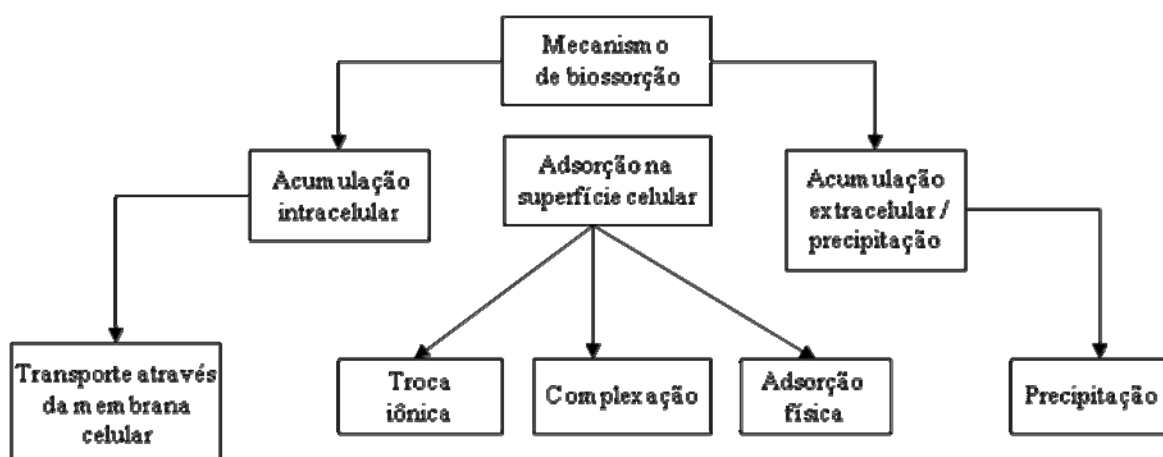 Mecanismo
de biossorção
Acumulação
intracelular
Adsorção na
superfície celular
Acumulação
extracelular /
precipitação
Transporte através
da membrana
celular
Troca
iônica
Complexação
Adsorção
física
Precipitação